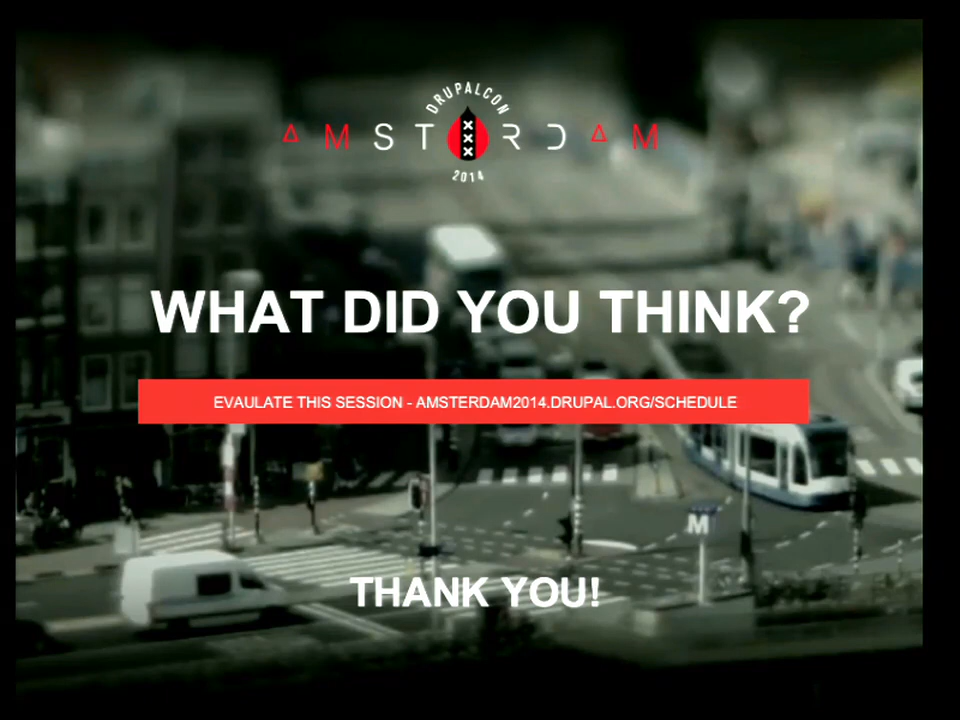 DRUPALCON
AMSTERDAM
2014
WHAT DID YOU THINK?
EVAULATE THIS SESSION - AMSTERDAM2014.DRUPAL.ORG/SCHEDULE
M
THANK YOU!